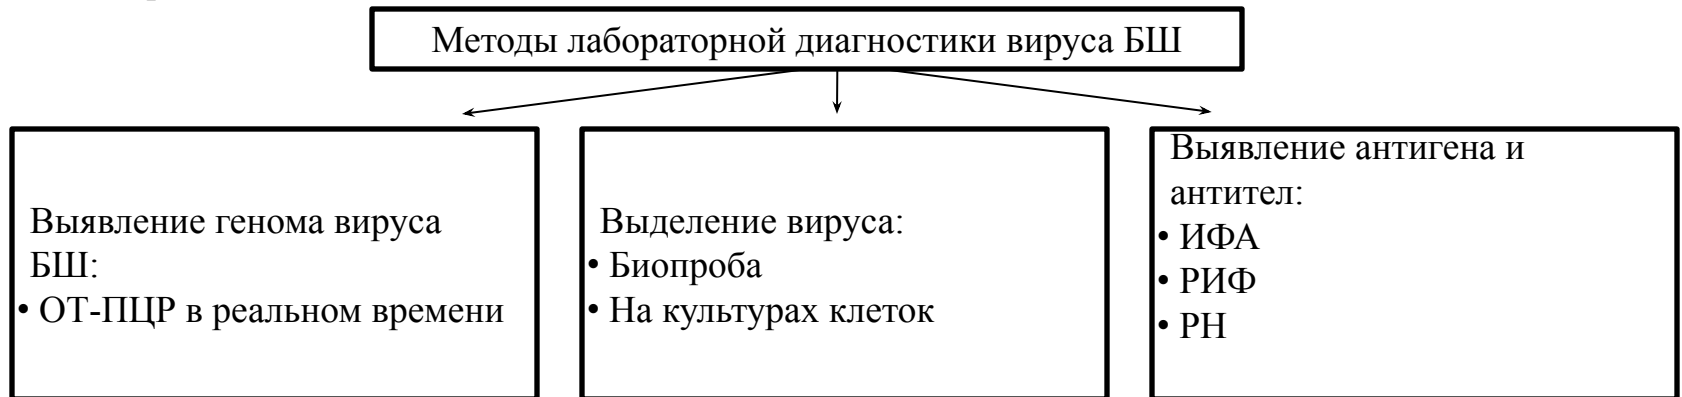 Методы лабораторной диагностики вируса БШ
Выявление генома вируса
БШ:
• ОТ-ПЦР в реальном времени
Выделение вируса:
• Биопроба
• На культурах клеток
Выявление антигена и
антител:
• ИФА
• РИФ
• РН